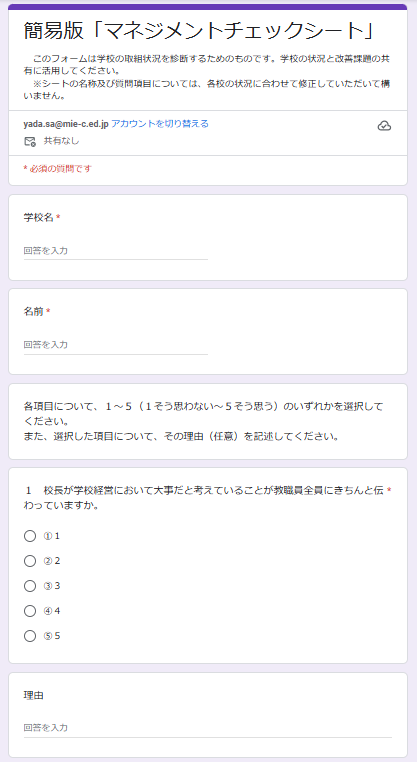 簡易版「マネジメントチェックシート」
このフォームは学校の取組状況を診断するためのものです。学校の状況と改善課題の共
有に活用してください。
※シートの名称及び質問項目については、各校の状況に合わせて修正していただいて構
いません。
yada.sa@mie-c.ed.jp アカウントを切り替える
共有なし
* 必須の質問です
学校名 *
回答を入力
名前 *
回答を入力
各項目について、１～５（１そう思わない～５そう思う）のいずれかを選択して
ください。
また、選択した項目について、その理由（任意）を記述してください。
１　校長が学校経営において大事だと考えていることが教職員全員にきちんと伝 *
わっていますか。
①１
②２
③３
④４
⑤５
理由
回答を入力